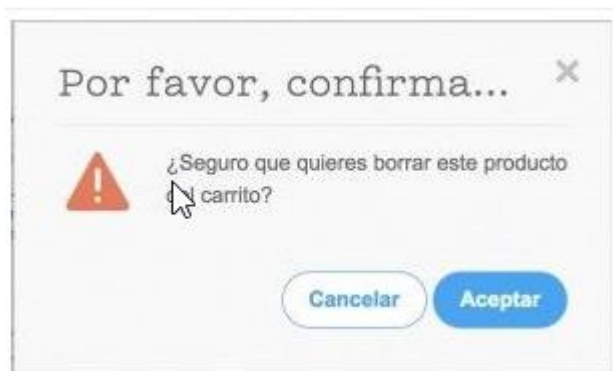 Por favor, confirma...
¿Seguro que quieres borrar este producto
carrito?
Cancelar Aceptar